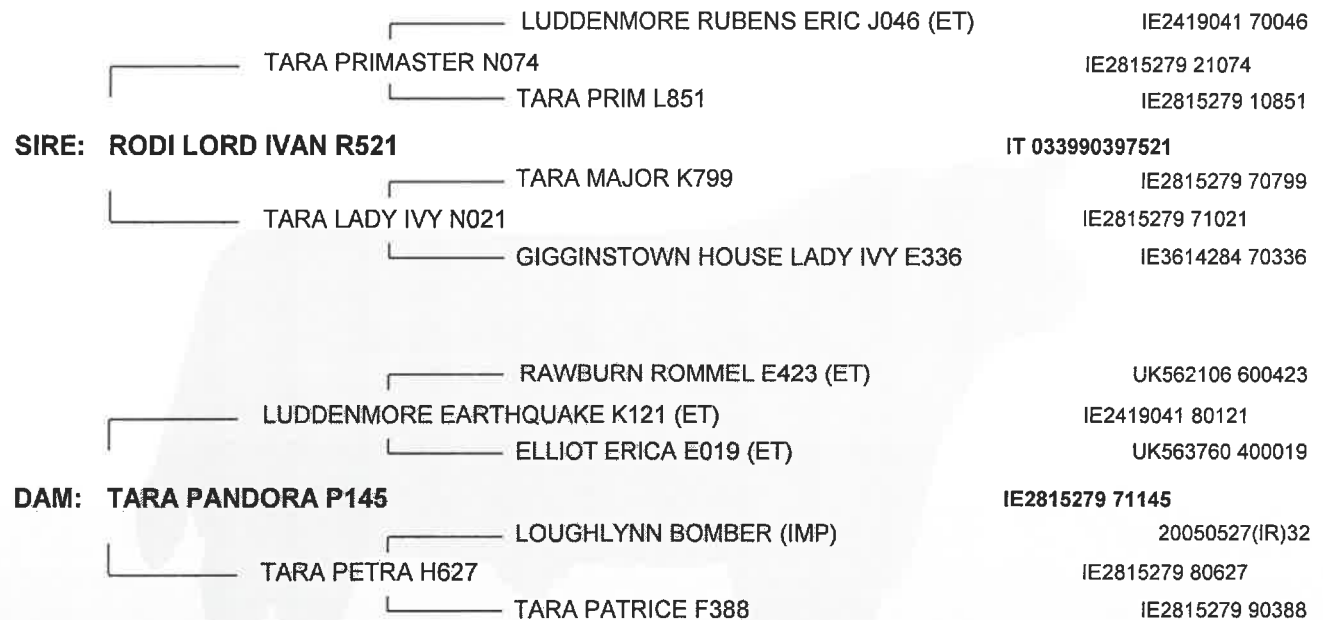 LUDDENMORE RUBENS ERIC J046 (ET) IE2419041 70046
TARA PRIMASTER N074 IE2815279 21074
TARA PRIM L851 IE2815279 10851
SIRE: RODI LORD IVAN R521 IT 033990397521
TARA MAJOR K799 IE2815279 70799
TARA LADY IVY N021 IE2815279 71021
GIGGINSTOWN HOUSE LADY IVY E336 IE3614284 70336
RAWBURN ROMMEL E423 (ET) UK562106 600423
LUDDENMORE EARTHQUAKE K121 (ET) IE2419041 80121
ELLIOT ERICA E019 (ET) UK563760 400019
DAM: TARA PANDORA P145 IE2815279 71145
LOUGHLYNN BOMBER (IMP) 20050527(IR)32
TARA PETRA H627 IE2815279 80627
TARA PATRICE F388 IE2815279 90388